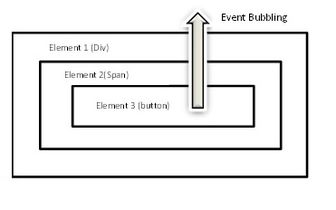 Event Bubbling
Element 1 (Div)
Element 2(Span)
Element 3 (button)